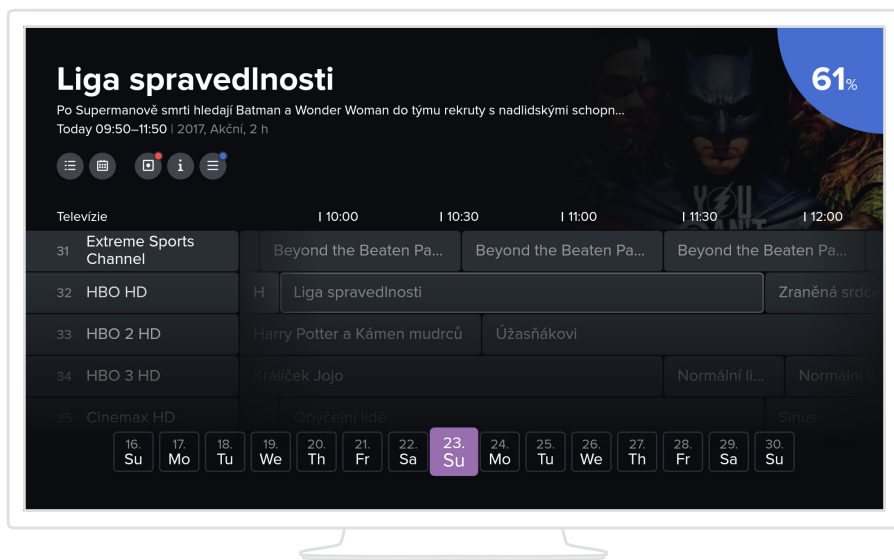 Liga spravedlnosti
61%
Po Supermanově smrti hledají Batman a Wonder Woman do týmu rekruty s nadlidskými schopn...
Today 09:50–11:50 | 2017, Akční, 2 h
Televízie
10:00 10:30 11:00 11:30 12:00
31 Extreme Sports Channel Beyond the Beaten Pa... Beyond the Beaten Pa... Beyond the Beaten Pa...
32 HBO HD H Liga spravedlnosti Zraněná srdce
33 HBO 2 HD Harry Potter a Kámen mudrců Úžasňákovi
34 HBO 3 HD Králíček Jojo Normální li... Normální li
35 Cinemax HD Obyčejní lidé Sirius
16. 17. 18. 19. 20. 21. 22. 23. 24. 25. 26. 27. 28. 29. 30.
Su Mo Tu We Th Fr Sa Su Mo Tu We Th Fr Sa Su